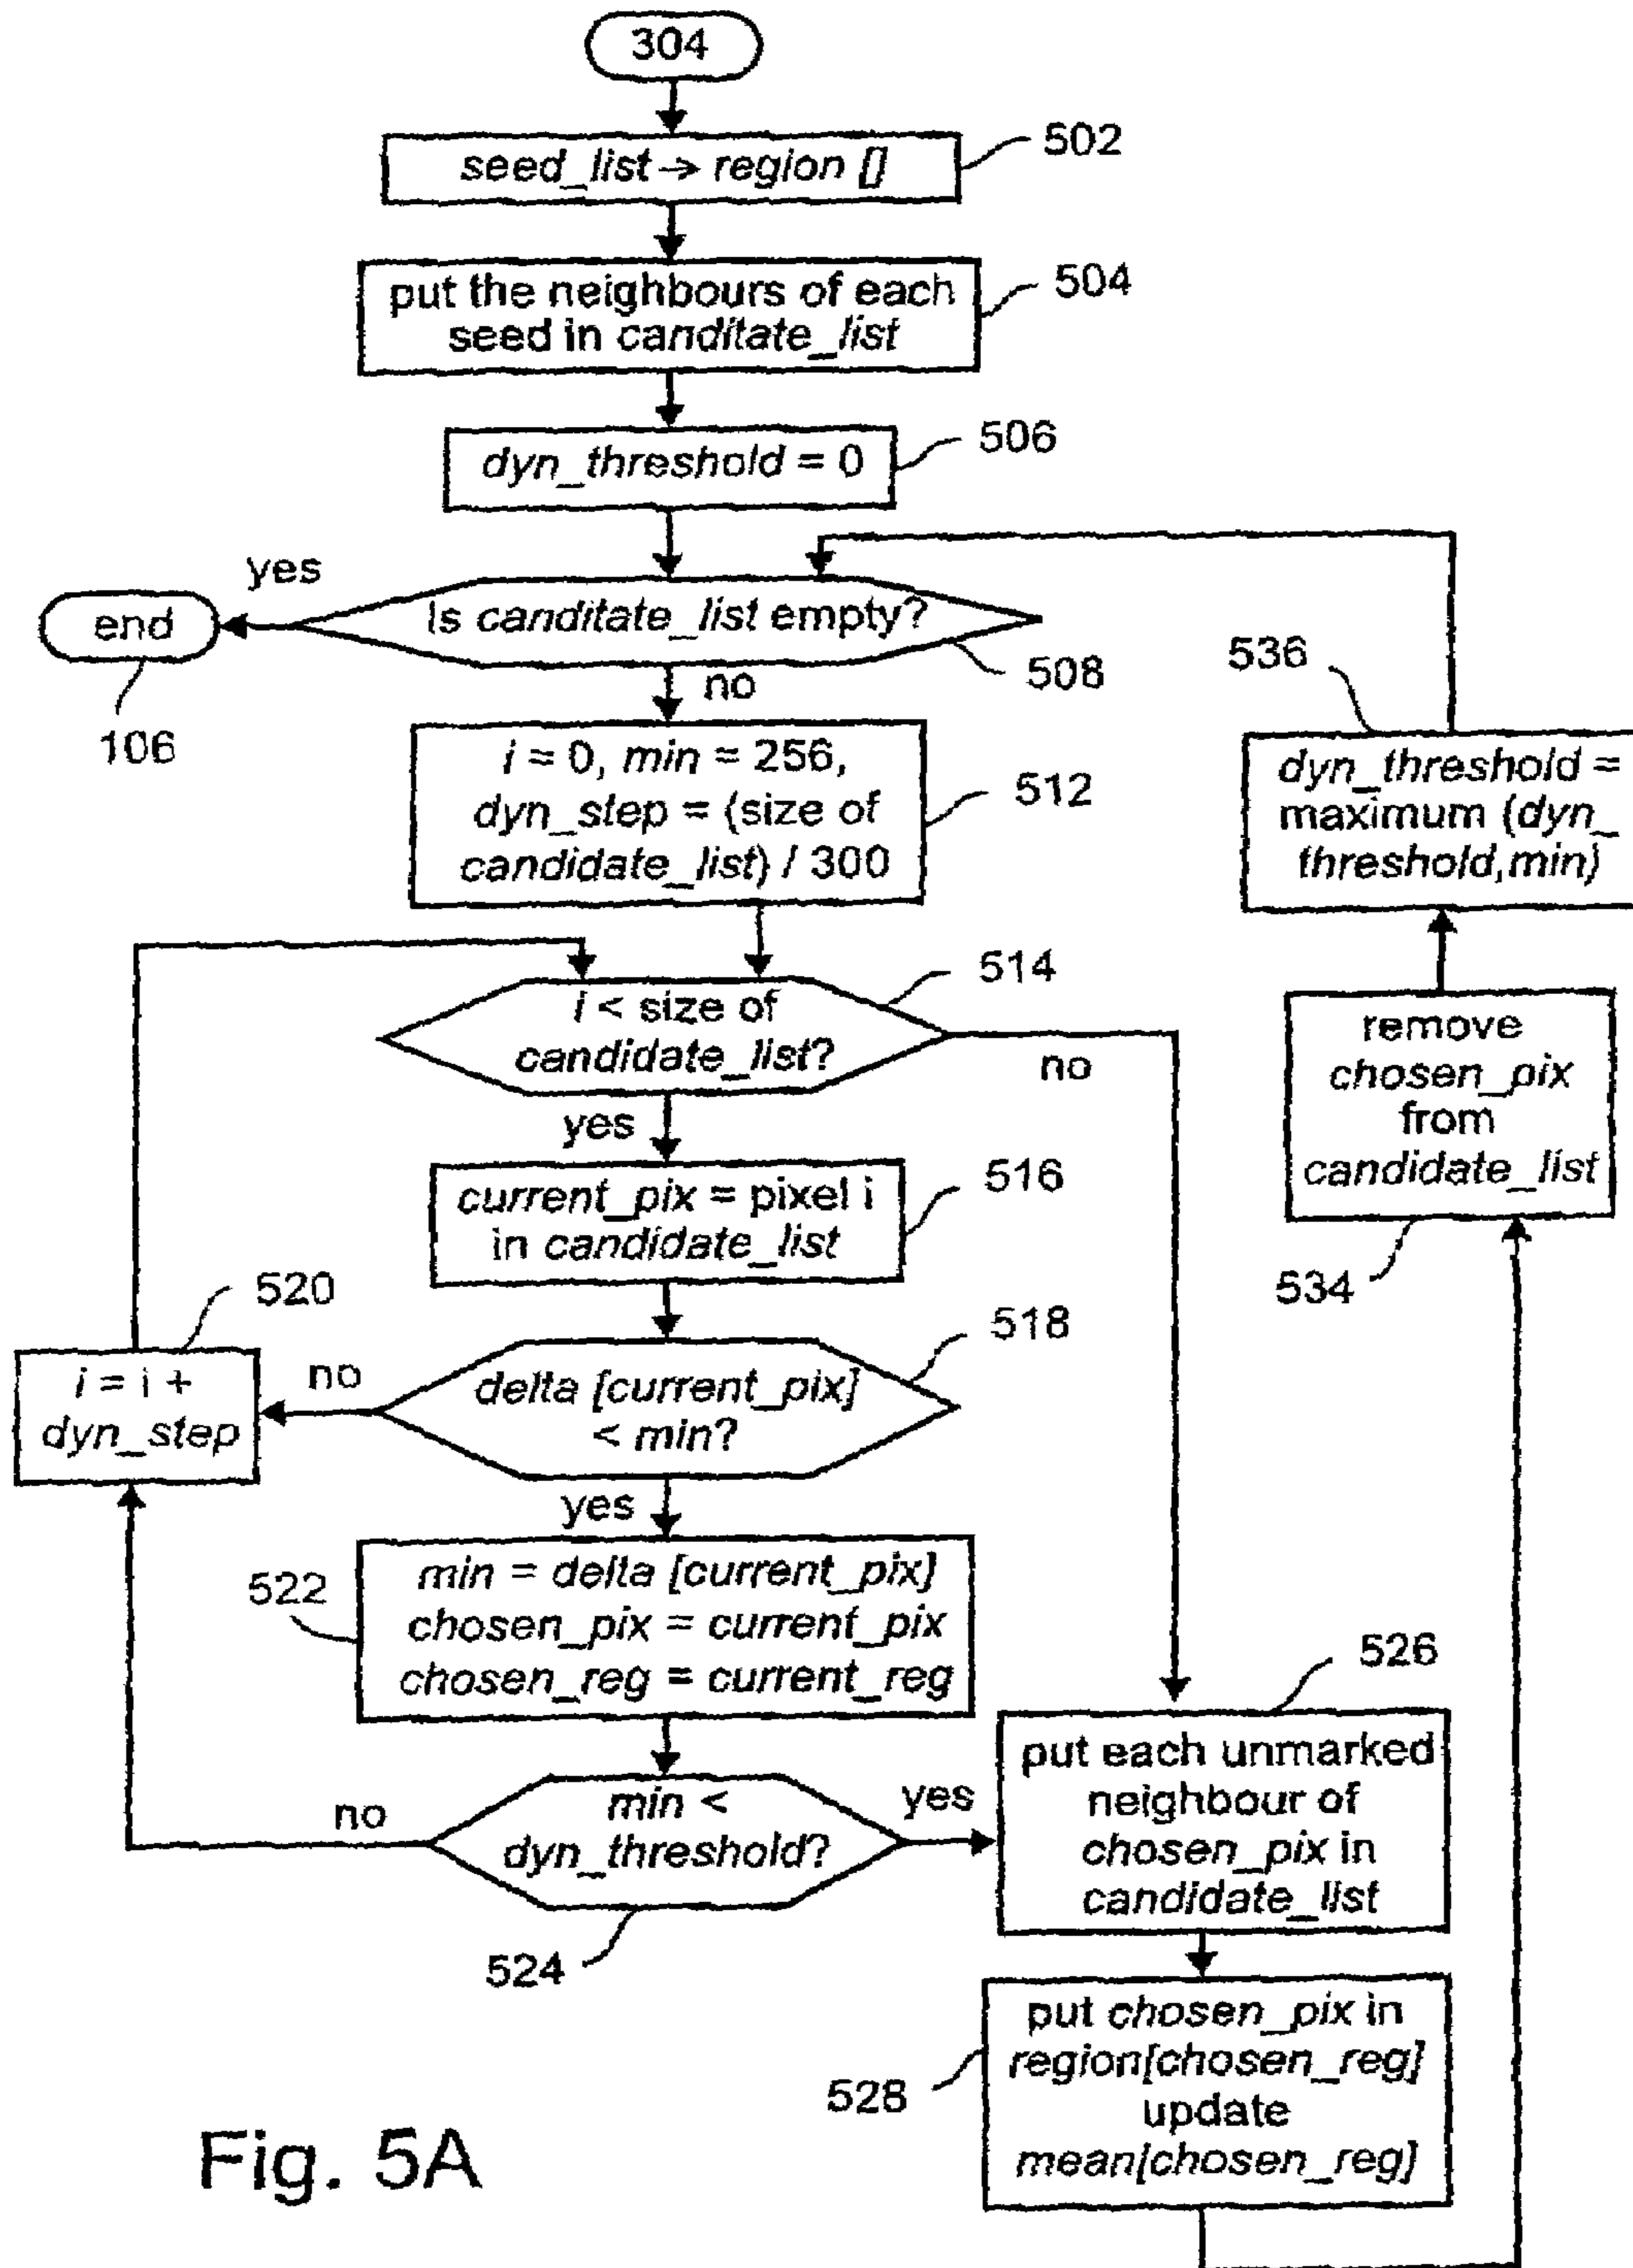 304
seed_list → region []
502
put the neighbours of each
seed in canditate_list
504
dyn_threshold = 0
506
yes
end
106
Is canditate_list empty?
508
no
i = 0, min = 256,
dyn_step = (size of
candidate_list) / 300
512
i < size of
candidate_list?
514
no
yes
current_pix = pixel i
in candidate_list
516
delta [current_pix]
< min?
518
no
i = i +
dyn_step
520
yes
min = delta [current_pix]
chosen_pix = current_pix
chosen_reg = current_reg
522
min <
dyn_threshold?
524
no
yes
put each unmarked
neighbour of
chosen_pix in
candidate_list
526
put chosen_pix in
region[chosen_reg]
update
mean[chosen_reg]
528
remove
chosen_pix
from
candidate_list
534
dyn_threshold =
maximum (dyn_
threshold,min)
536
Fig. 5A